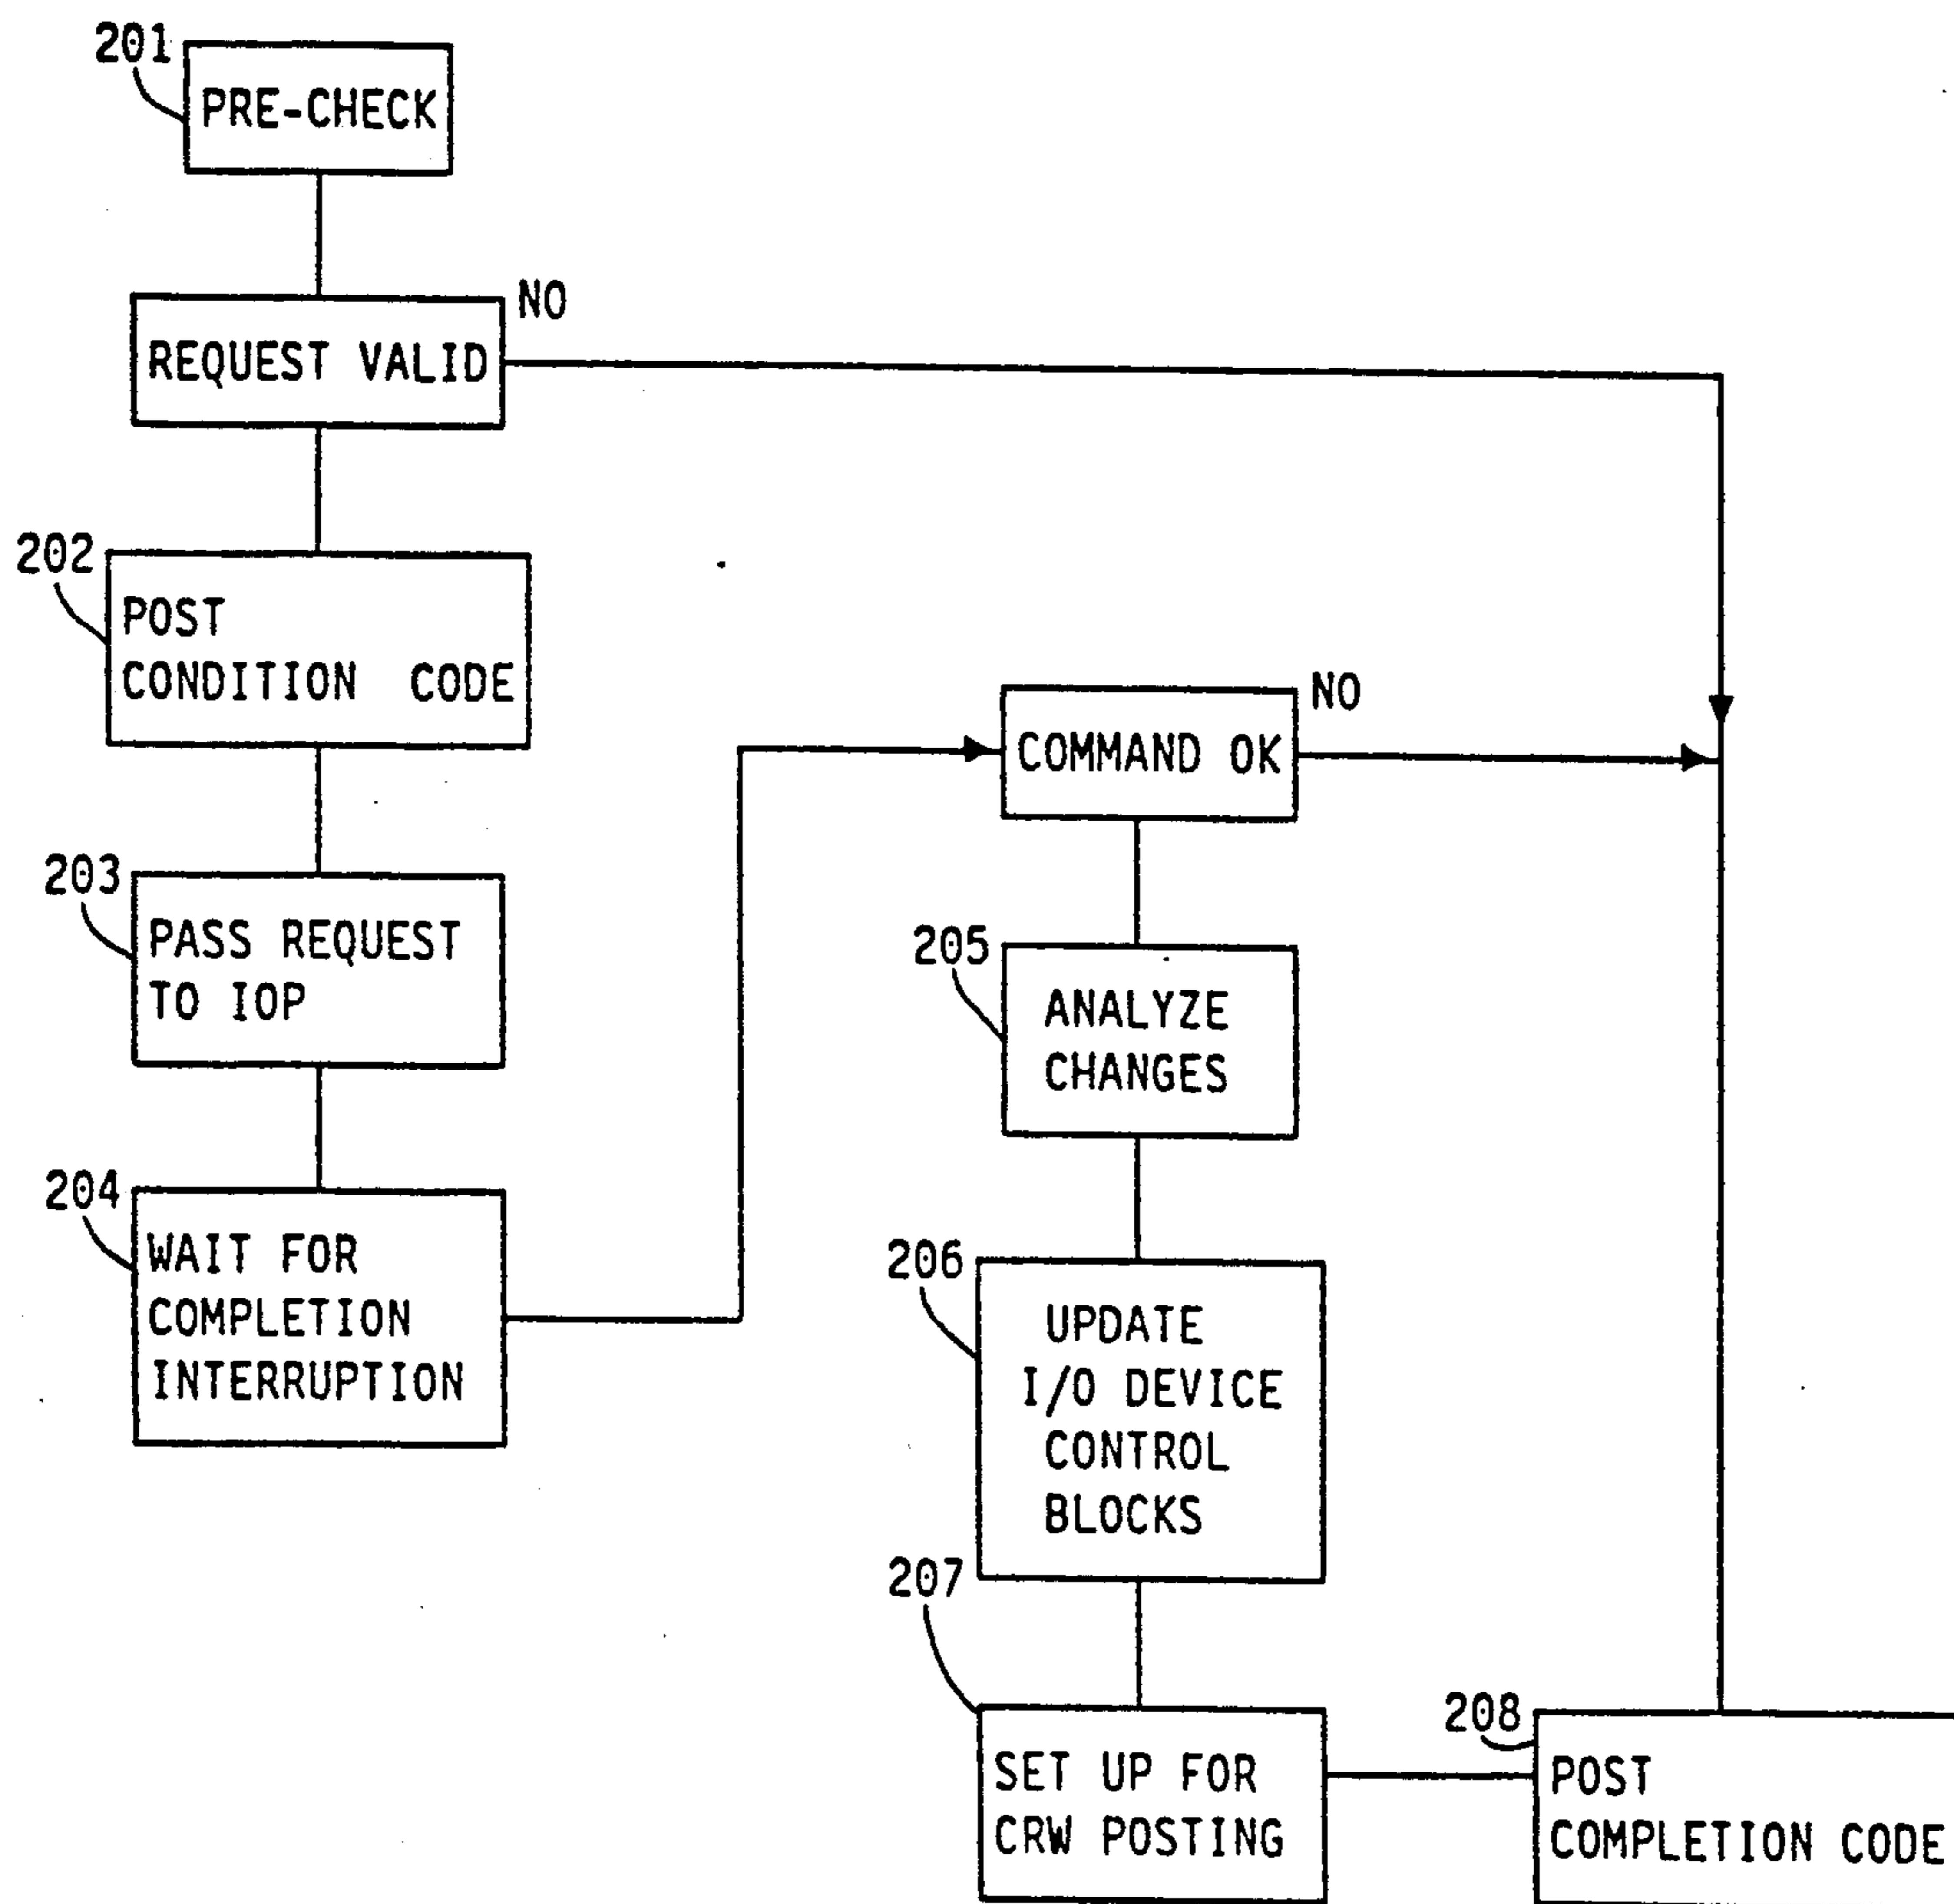 201
PRE-CHECK
NO
REQUEST VALID
202
POST
CONDITION CODE
203
PASS REQUEST
TO IOP
204
WAIT FOR
COMPLETION
INTERRUPTION
NO
COMMAND OK
205
ANALYZE
CHANGES
206
UPDATE
I/O DEVICE
CONTROL
BLOCKS
207
SET UP FOR
CRW POSTING
208
POST
COMPLETION CODE